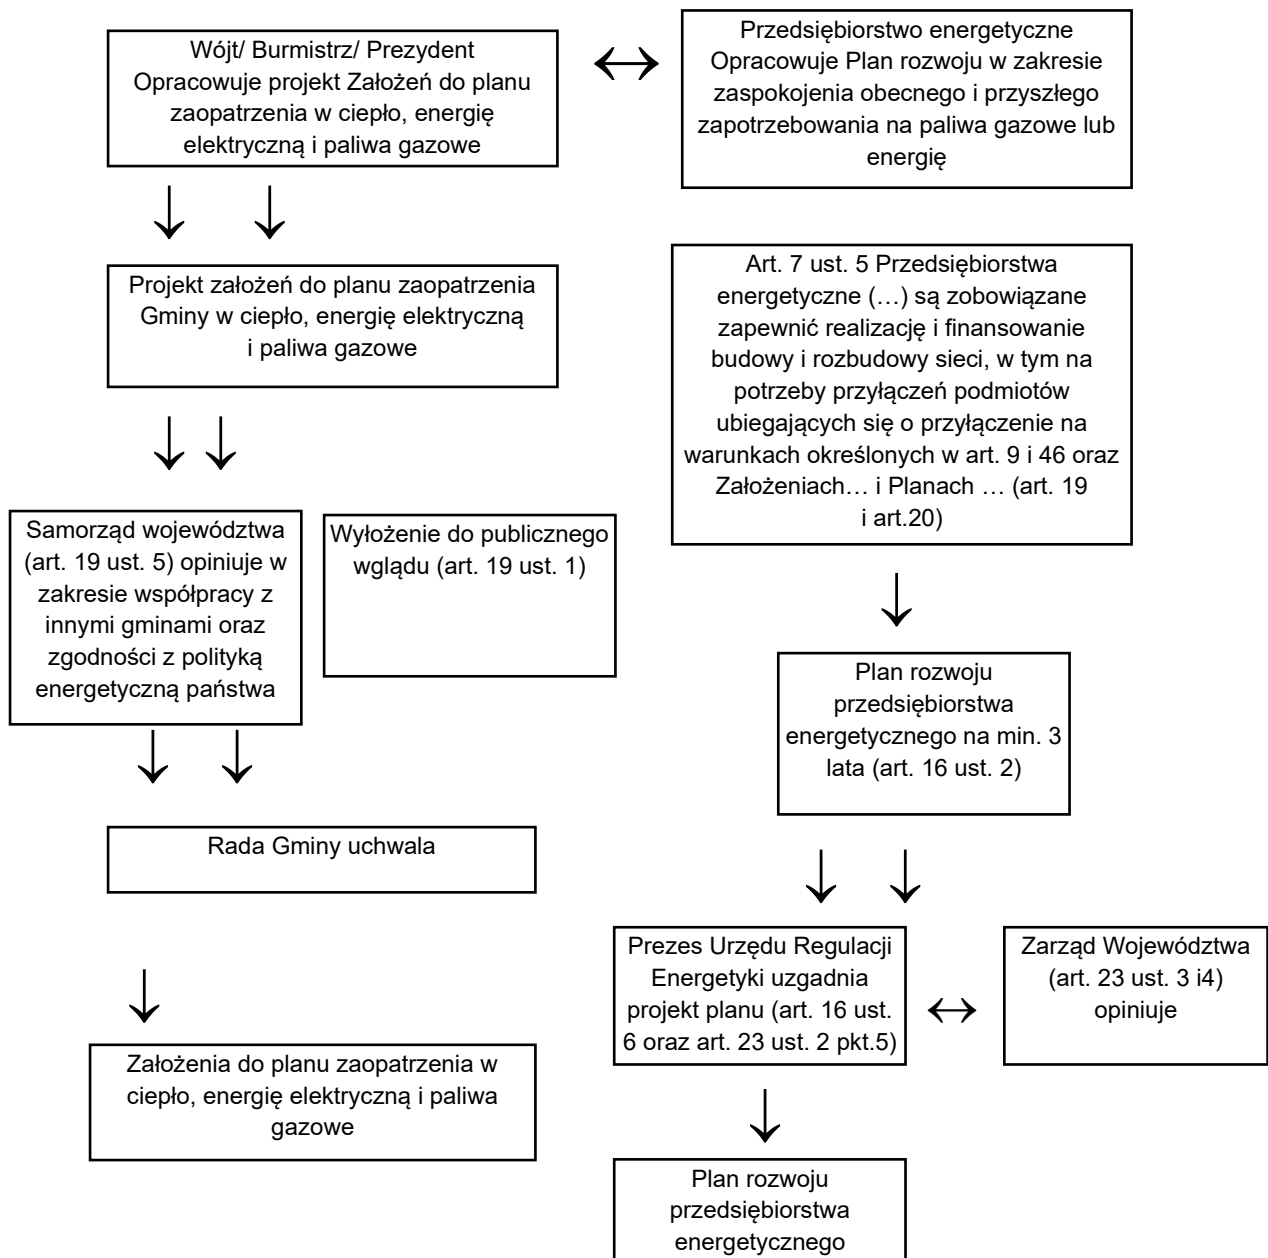 Wójt/ Burmistrz/ Prezydent
Opracowuje projekt Założeń do planu
zaopatrzenia w ciepło, energię
elektryczną i paliwa gazowe
Przedsiębiorstwo energetyczne
Opracowuje Plan rozwoju w zakresie
zaspokojenia obecnego i przyszłego
zapotrzebowania na paliwa gazowe lub
energię
Projekt założeń do planu zaopatrzenia
Gminy w ciepło, energię elektryczną
i paliwa gazowe
Art. 7 ust. 5 Przedsiębiorstwa
energetyczne (…) są zobowiązane
zapewnić realizację i finansowanie
budowy i rozbudowy sieci, w tym na
potrzeby przyłączeń podmiotów
ubiegających się o przyłączenie na
warunkach określonych w art. 9 i 46 oraz
Założeniach… i Planach … (art. 19
i art.20)
Samorząd województwa
(art. 19 ust. 5) opiniuje w
zakresie współpracy z
innymi gminami oraz
zgodności z polityką
energetyczną państwa
Wyłożenie do publicznego
wglądu (art. 19 ust. 1)
Plan rozwoju
przedsiębiorstwa
energetycznego na min. 3
lata (art. 16 ust. 2)
Rada Gminy uchwala
Prezes Urzędu Regulacji
Energetyki uzgadnia
projekt planu (art. 16 ust.
6 oraz art. 23 ust. 2 pkt.5)
Zarząd Województwa
(art. 23 ust. 3 i4)
opiniuje
Założenia do planu zaopatrzenia w
ciepło, energię elektryczną i paliwa
gazowe
Plan rozwoju
przedsiębiorstwa
energetycznego